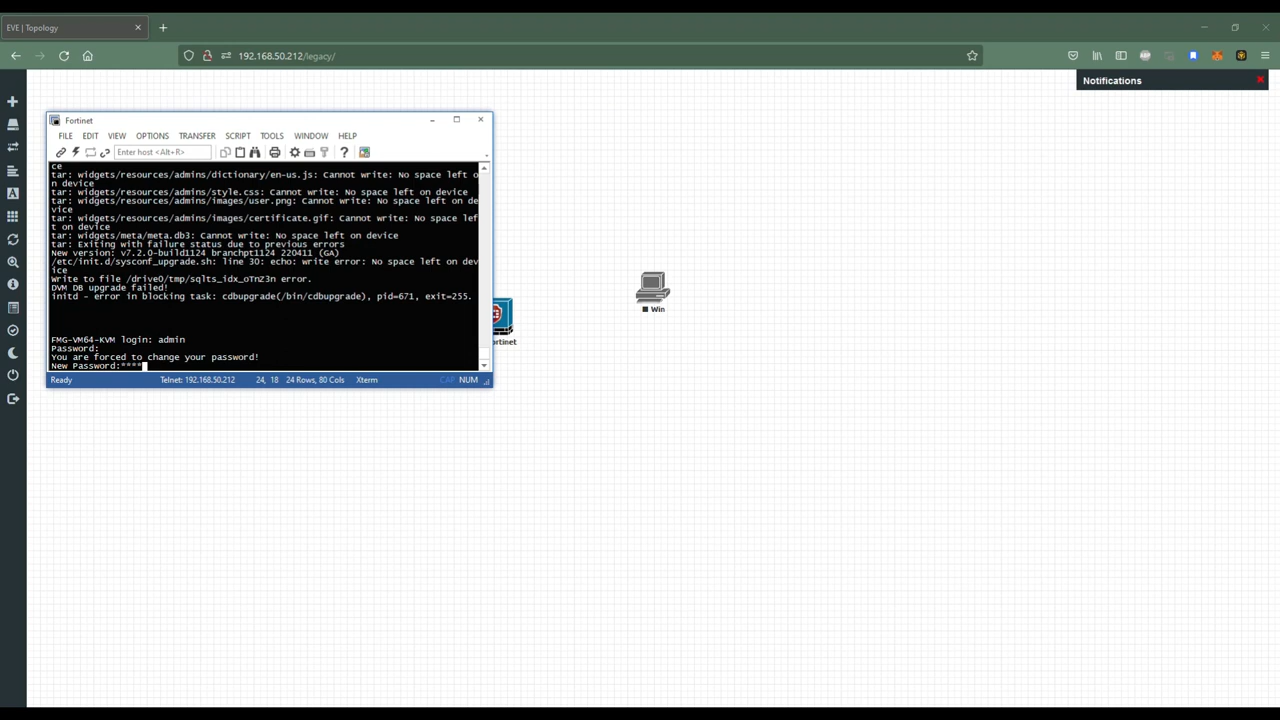 EVE | Topology
192.168.50.212/legacy/
Notifications
Fortinet
FILE EDIT VIEW OPTIONS TRANSFER SCRIPT TOOLS WINDOW HELP
Enter host <Alt+R>
ce
tar: widgets/resources/admins/dictionary/en-us.js: Cannot write: No space left o
n device
tar: widgets/resources/admins/style.css: Cannot write: No space left on device
tar: widgets/resources/admins/images/user.png: Cannot write: No space left on de
vice
tar: widgets/resources/admins/images/certificate.gif: Cannot write: No space lef
t on device
tar: widgets/meta/meta.db3: Cannot write: No space left on device
tar: Exiting with failure status due to previous errors
New version: v7.2.0-build1124 branchpt1124 220411 (GA)
/etc/init.d/sysconf_upgrade.sh: line 30: echo: write error: No space left on dev
ice
Write to file /drive0/tmp/sqlts_idx_oTnZ3n error.
DVM DB upgrade failed!
initd - error in blocking task: cdbupgrade(/bin/cdbupgrade), pid=671, exit=255.
FMG-VM64-KVM login: admin
Password:
You are forced to change your password!
New Password:****
Ready Telnet: 192.168.50.212 24, 18 24 Rows, 80 Cols Xterm CAP NUM
Win
ortinet